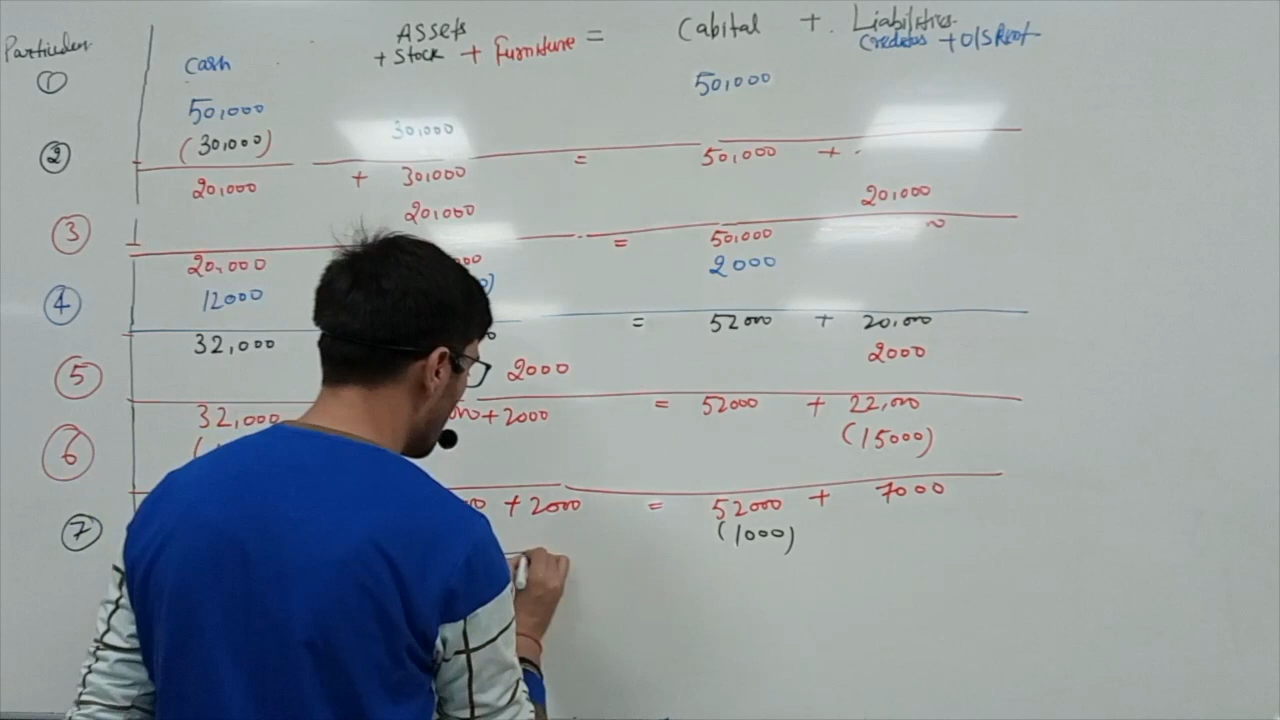 Particulars Assets = Capital + Liabilities
Cash + Stock + Furniture Creditors + O/S Rent
① 50,000 50,000
② (30,000) 30,000
20,000 + 30,000 = 50,000 +
20,000 20,000
③ 20,000 = 50,000
④ 12000 2000
32,000 = 52000 + 20,000
⑤ 2000 2000
32,000 +2000 = 52000 + 22,000
⑥ (15000)
+2000 = 52000 + 7000
⑦ (1000)